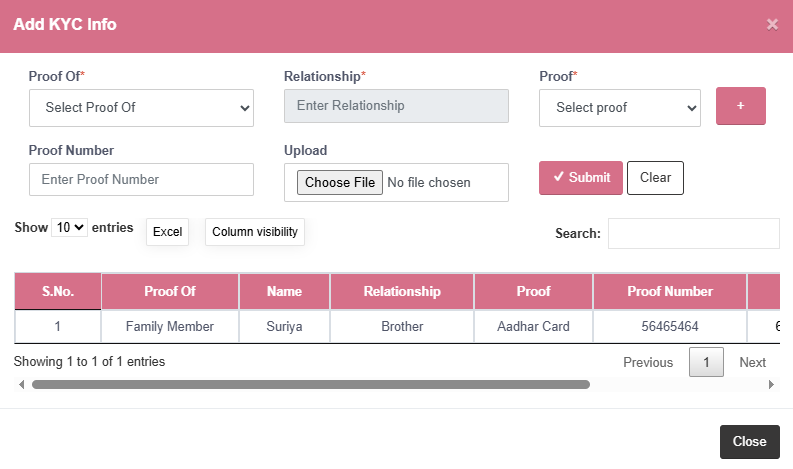 Add KYC Info ×
Proof Of* Relationship* Proof*
Select Proof Of Enter Relationship Select proof +
Proof Number Upload
Enter Proof Number Choose File No file chosen ✔ Submit Clear
Show 10 entries Excel Column visibility Search:
S.No. Proof Of Name Relationship Proof Proof Number
1 Family Member Suriya Brother Aadhar Card 56465464
Showing 1 to 1 of 1 entries Previous 1 Next
Close